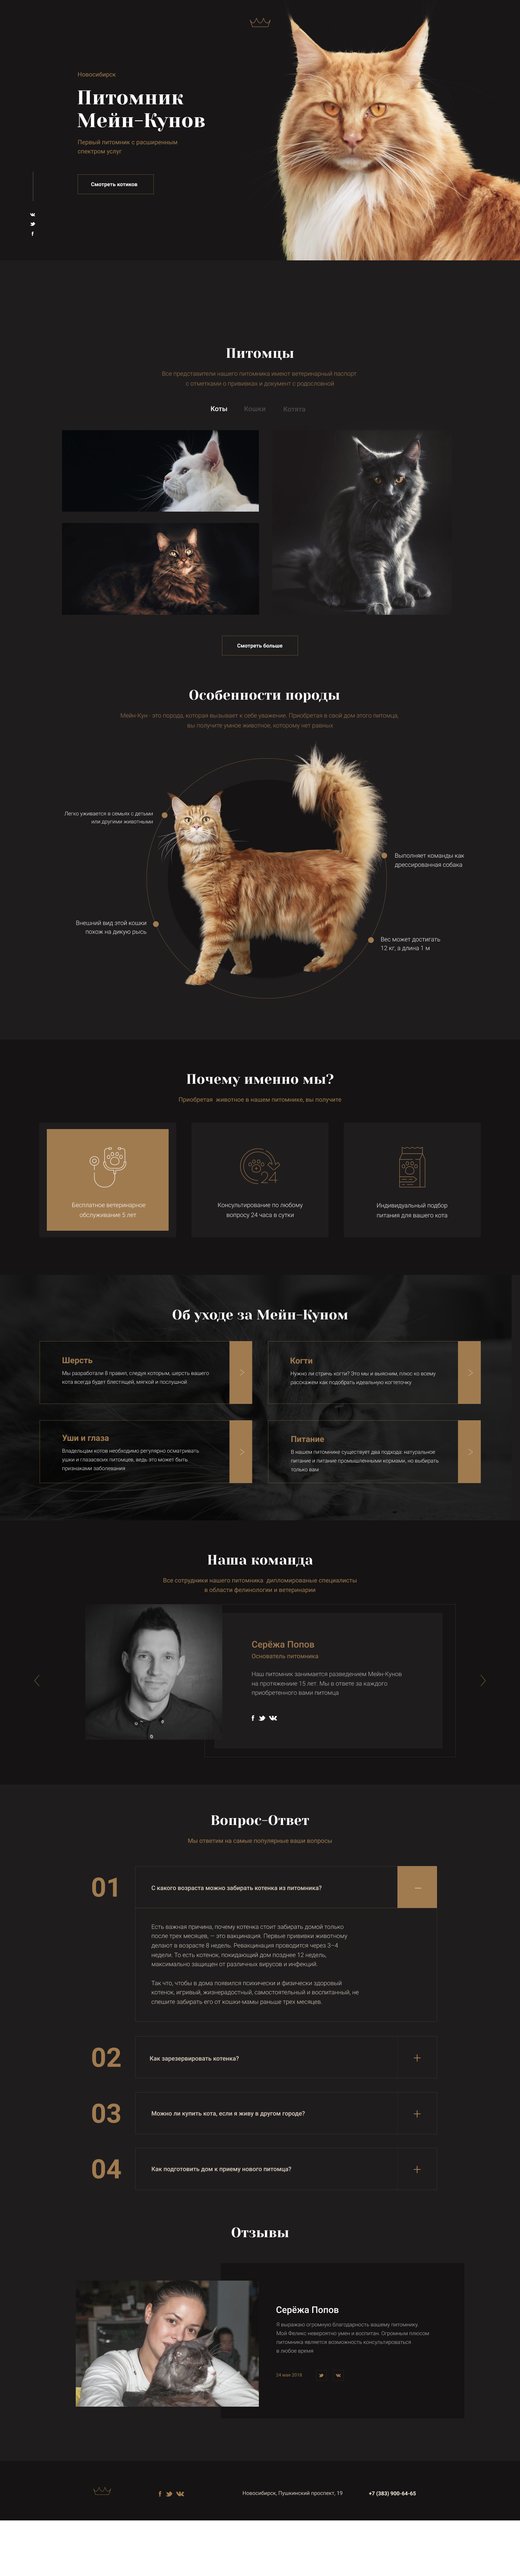 Новосибирск
Питомник
Мейн-Кунов
Первый питомник с расширенным
спектром услуг
Смотреть котиков
Питомцы
Все представители нашего питомника имеют ветеринарный паспорт
с отметками о прививках и документ с родословной
Коты Кошки Котята
Смотреть больше
Особенности породы
Мейн-Кун - это порода, которая вызывает к себе уважение. Приобретая в свой дом этого питомца,
вы получите умное животное, которому нет равных.
Легко уживается в семьях с детьми
или другими животными
Выполняет команды как
дрессированная собака
Внешний вид этой кошки
похож на дикую рысь
Вес может достигать
12 кг, а длина 1 м
Почему именно мы?
Приобретая животное в нашем питомнике, вы получите
Бесплатное ветеринарное
обслуживание 5 лет
24
Консультирование по любому
вопросу 24 часа в сутки
Индивидуальный подбор
питания для вашего кота
Об уходе за Мейн-Куном
Шерсть
Мы разработали 8 правил, следуя которым, шерсть вашего
кота всегда будет блестящей, мягкой и послушной
Когти
Нужно ли стричь когти? Это мы и выясним, плюс ко всему
расскажем как подобрать идеальную когтеточку
Уши и глаза
Владельцам котов необходимо регулярно осматривать
ушки и глазасвоих питомцев, ведь это может быть
признаками заболевания
Питание
В нашем питомнике существует два подхода: натуральное
питание и питание промышленными кормами, но выбирать
только вам
Наша команда
Все сотрудники нашего питомника дипломированые специалисты
в области фелинологии и ветеринарии
Серёжа Попов
Основатель питомника
Наш питомник занимается разведением Мейн-Кунов
на протяжениие 15 лет. Мы в ответе за каждого
приобретенного вами питомца
Вопрос-Ответ
Мы ответим на самые популярные ваши вопросы
01
С какого возраста можно забирать котенка из питомника?
Есть важная причина, почему котенка стоит забирать домой только
после трех месяцев, — это вакцинация. Первые прививки животному
делают в возрасте 8 недель. Ревакцинация проводится через 3–4
недели. То есть котенок, покидающий дом позднее 12 недель,
максимально защищен от различных вирусов и инфекций.
Так что, чтобы в дома появился психически и физически здоровый
котенок, игривый, жизнерадостный, самостоятельный и воспитанный, не
спешите забирать его от кошки-мамы раньше трех месяцев.
02
Как зарезервировать котенка?
03
Можно ли купить кота, если я живу в другом городе?
04
Как подготовить дом к приему нового питомца?
Отзывы
Серёжа Попов
Я выражаю огромную благодарность вашему питомнику.
Мой Феликс невероятно умен и воспитан. Огромным плюсом
питомника является возможность консультироваться
в любое время
24 мая 2018
Новосибирск, Пушкинский проспект, 19
+7 (383) 900-64-65